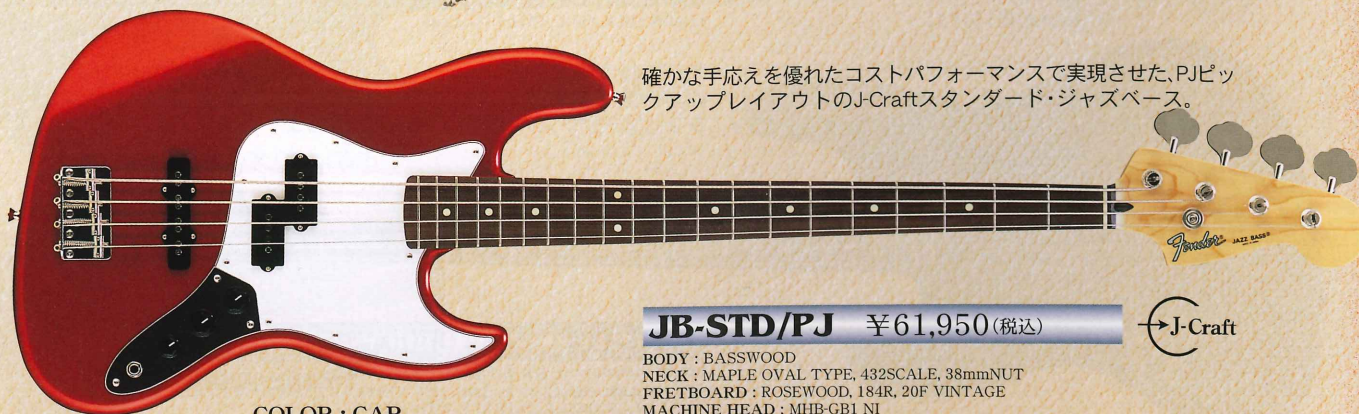 確かな手応えを優れたコストパフォーマンスで実現させた、PJピッ
クアップレイアウトのJ-Craftスタンダード・ジャズベース。
Fender JAZZ BASS
JB-STD/PJ ¥61,950(税込)
J-Craft
BODY : BASSWOOD
NECK : MAPLE OVAL TYPE, 432SCALE, 38mmNUT
FRETBOARD : ROSEWOOD, 184R, 20F VINTAGE
MACHINE HEAD : MHB-GB1 NI
COLOR : CAR